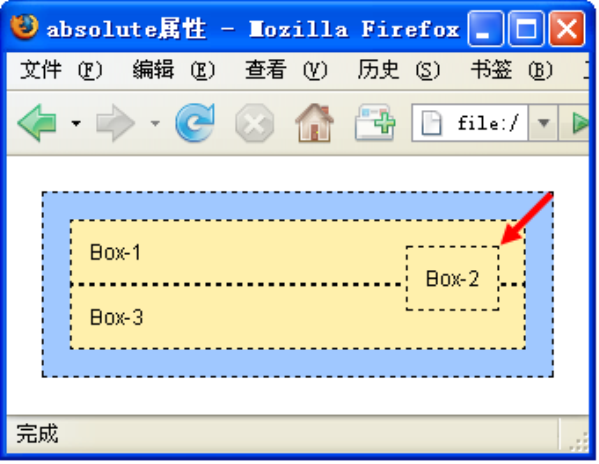 absolute属性 - Mozilla Firefox
文件 (F) 编辑 (E) 查看 (V) 历史 (S) 书签 (B)
file:/
Box-1
Box-2
Box-3
完成